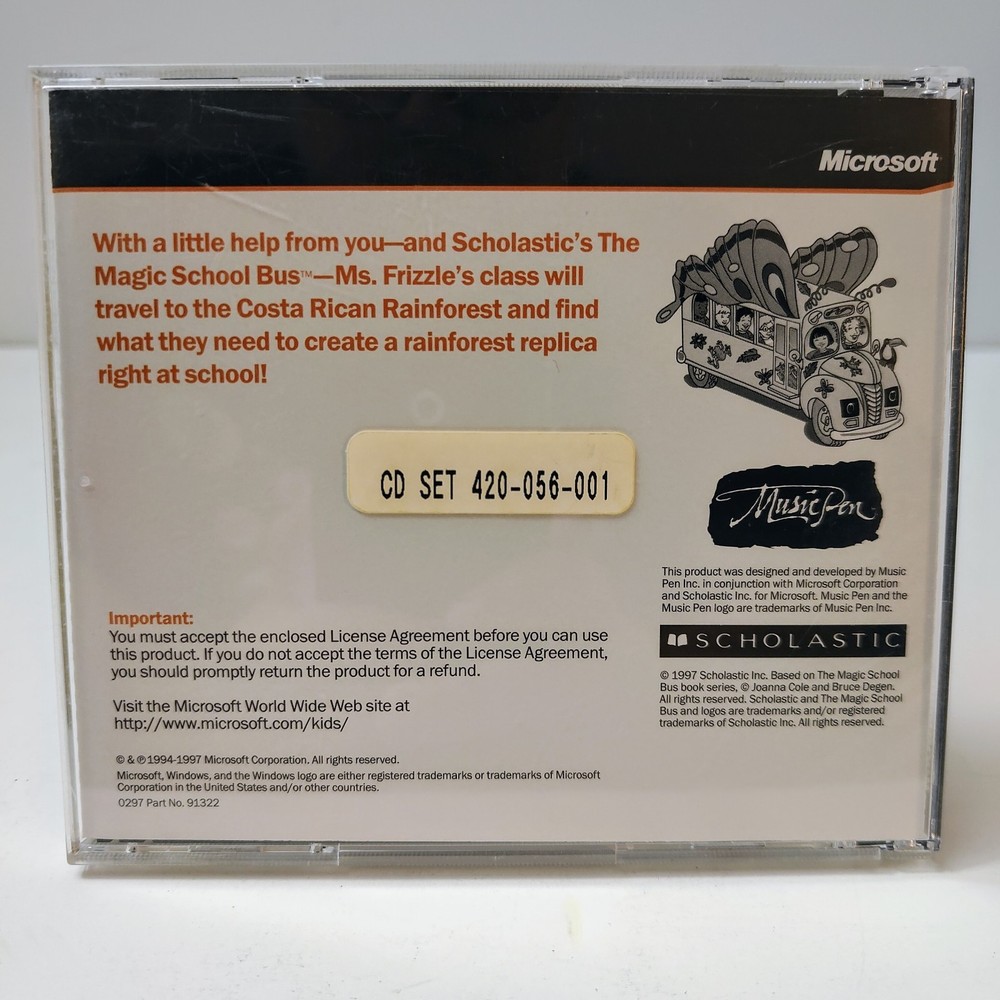 Microsoft
With a little help from you—and Scholastic's The
Magic School Bus™—Ms. Frizzle's class will
travel to the Costa Rican Rainforest and find
what they need to create a rainforest replica
right at school!
CD SET 420-056-001
Music Pen
This product was designed and developed by Music
Pen Inc. in conjunction with Microsoft Corporation
and Scholastic Inc. for Microsoft. Music Pen and the
Music Pen logo are trademarks of Music Pen Inc.
SCHOLASTIC
© 1997 Scholastic Inc. Based on The Magic School
Bus book series, © Joanna Cole and Bruce Degen.
All rights reserved. Scholastic and The Magic School
Bus and logos are trademarks and/or registered
trademarks of Scholastic Inc. All rights reserved.
Important:
You must accept the enclosed License Agreement before you can use
this product. If you do not accept the terms of the License Agreement,
you should promptly return the product for a refund.
Visit the Microsoft World Wide Web site at
http://www.microsoft.com/kids/
© & ℗ 1994-1997 Microsoft Corporation. All rights reserved.
Microsoft, Windows, and the Windows logo are either registered trademarks or trademarks of Microsoft
Corporation in the United States and/or other countries.
0297 Part No. 91322